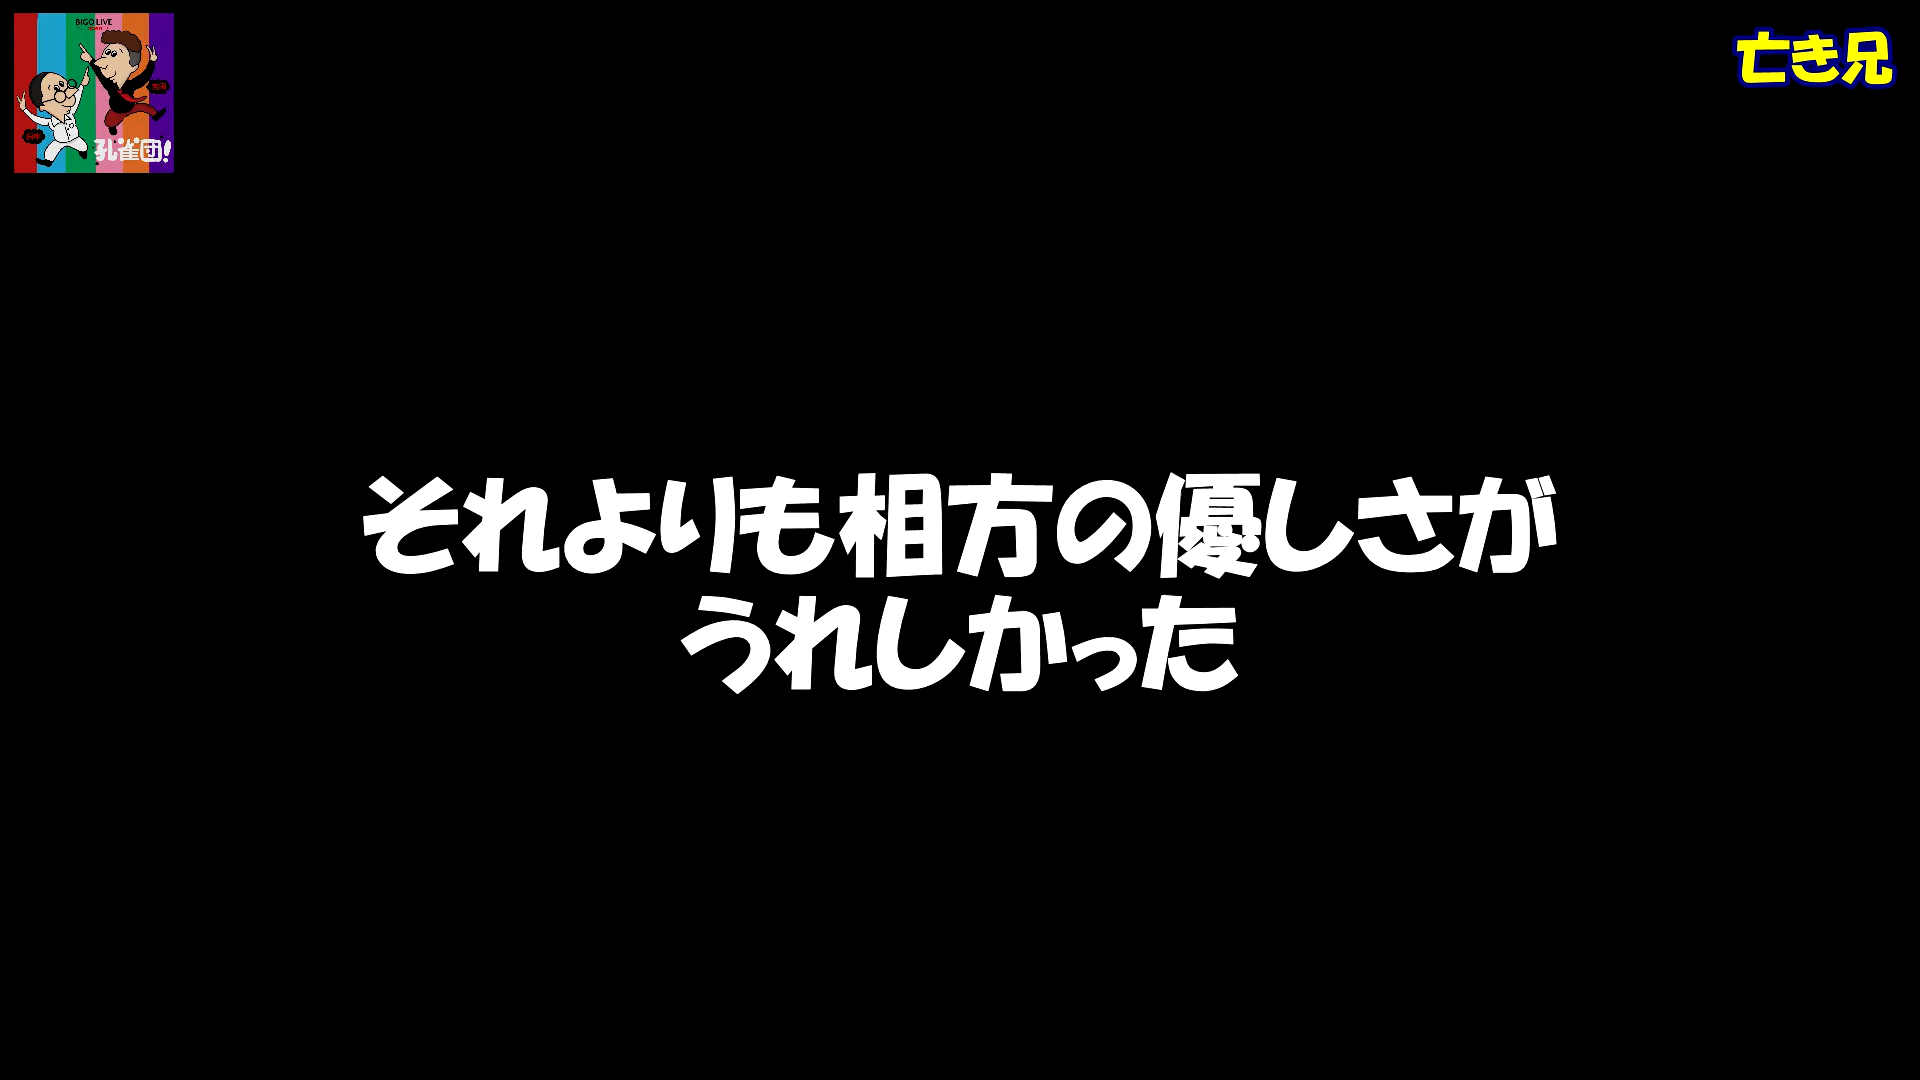 BIGO LIVE
孔雀団!
亡き兄
それよりも相方の優しさが
うれしかった